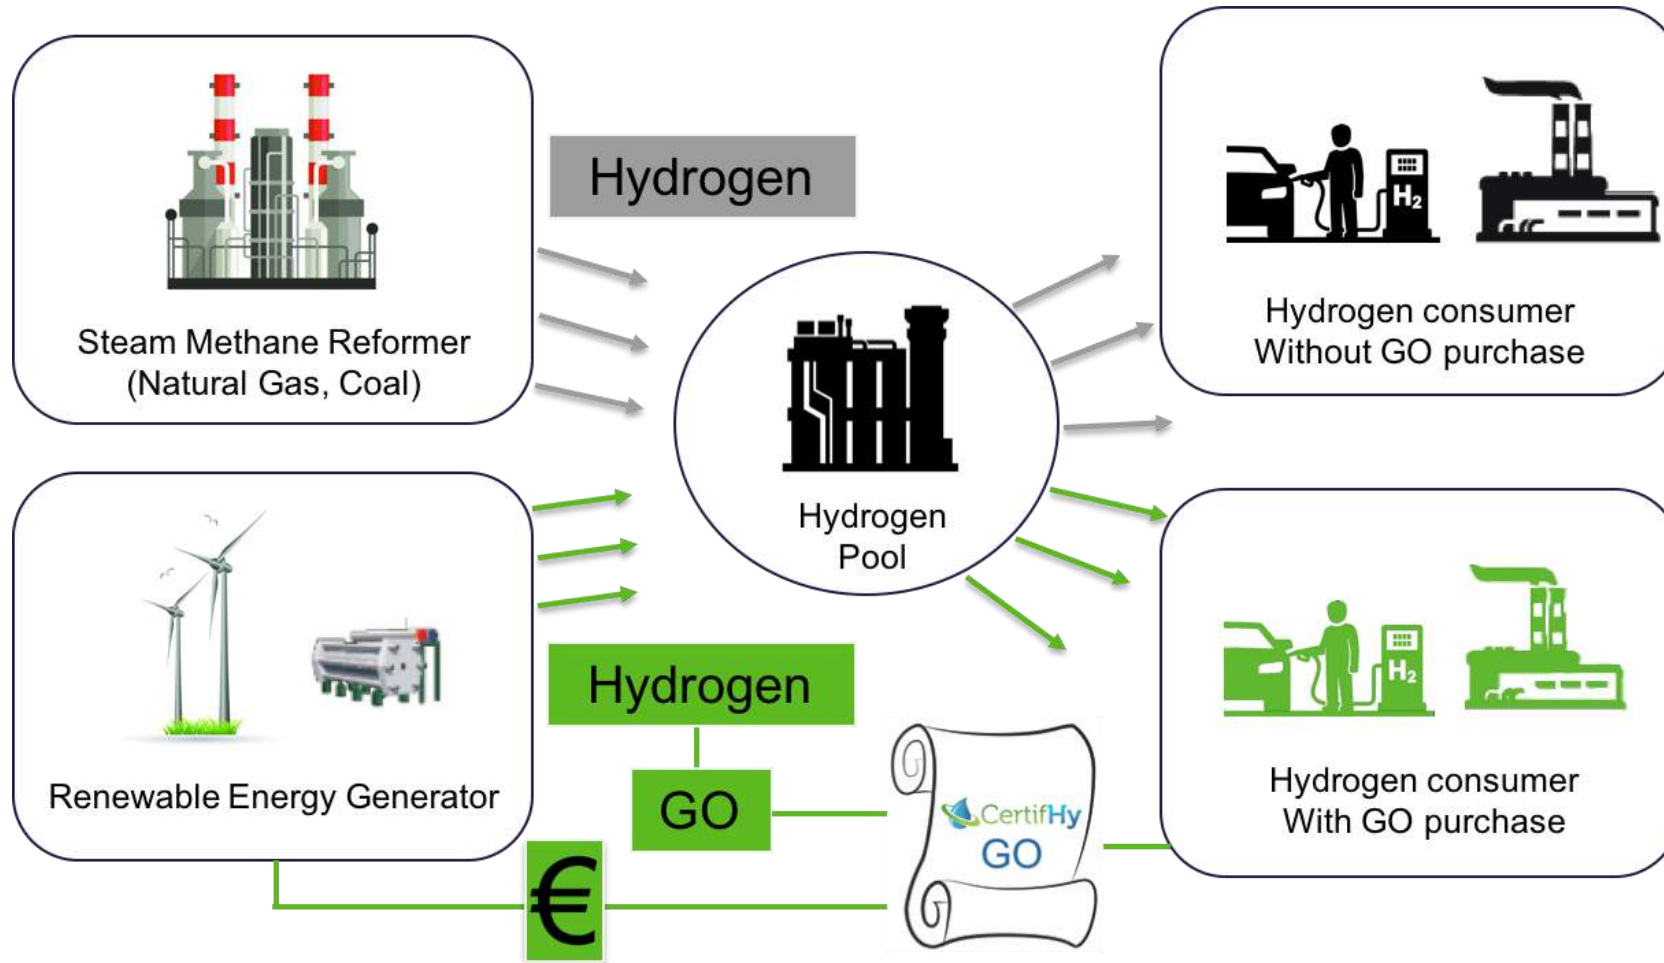 Hydrogen
H2
Steam Methane Reformer
(Natural Gas, Coal)
Hydrogen consumer
Without GO purchase
Hydrogen
Pool
Hydrogen
H2
Renewable Energy Generator
GO
CertifHy
GO
Hydrogen consumer
With GO purchase
€